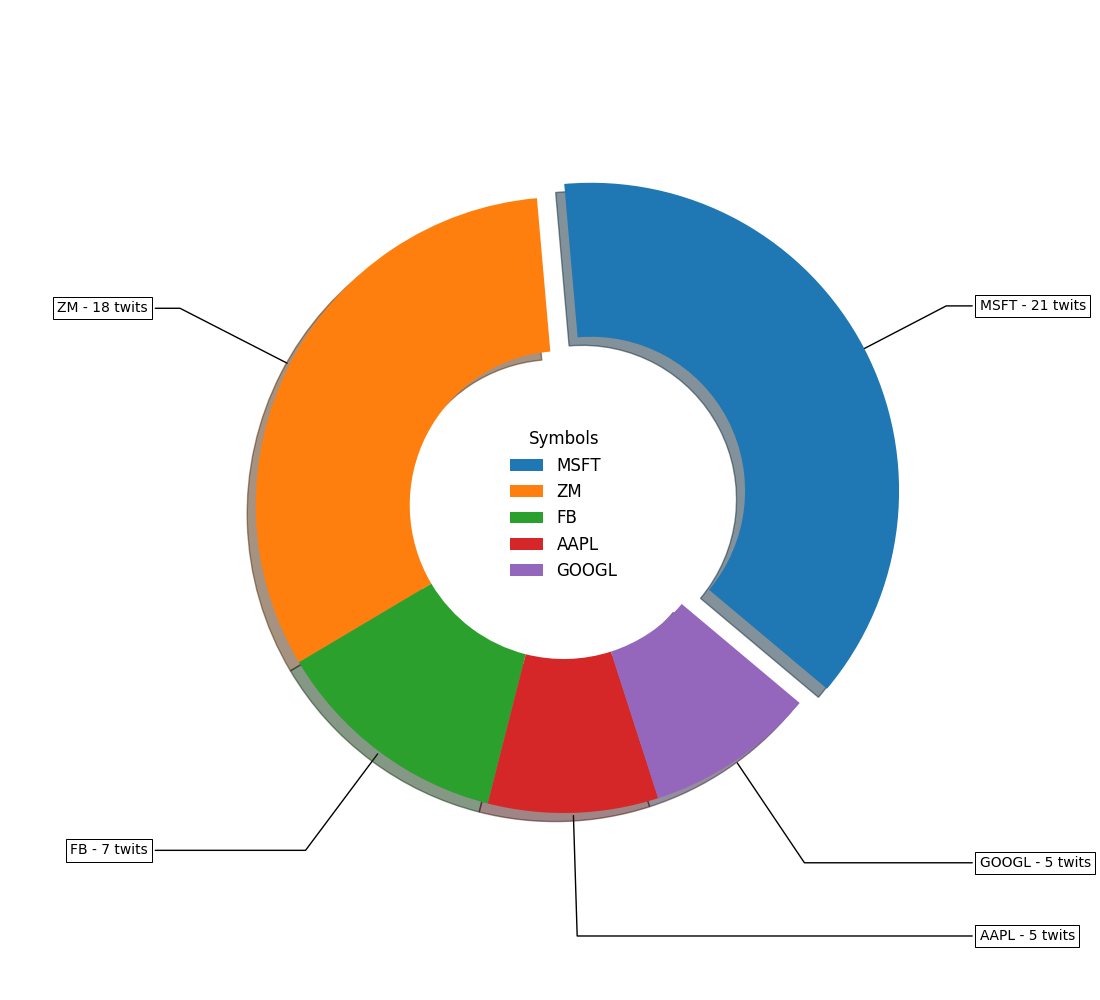 MSFT - 21 twits
ZM - 18 twits
Symbols
MSFT
ZM
FB
AAPL
GOOGL
FB - 7 twits
GOOGL - 5 twits
AAPL - 5 twits